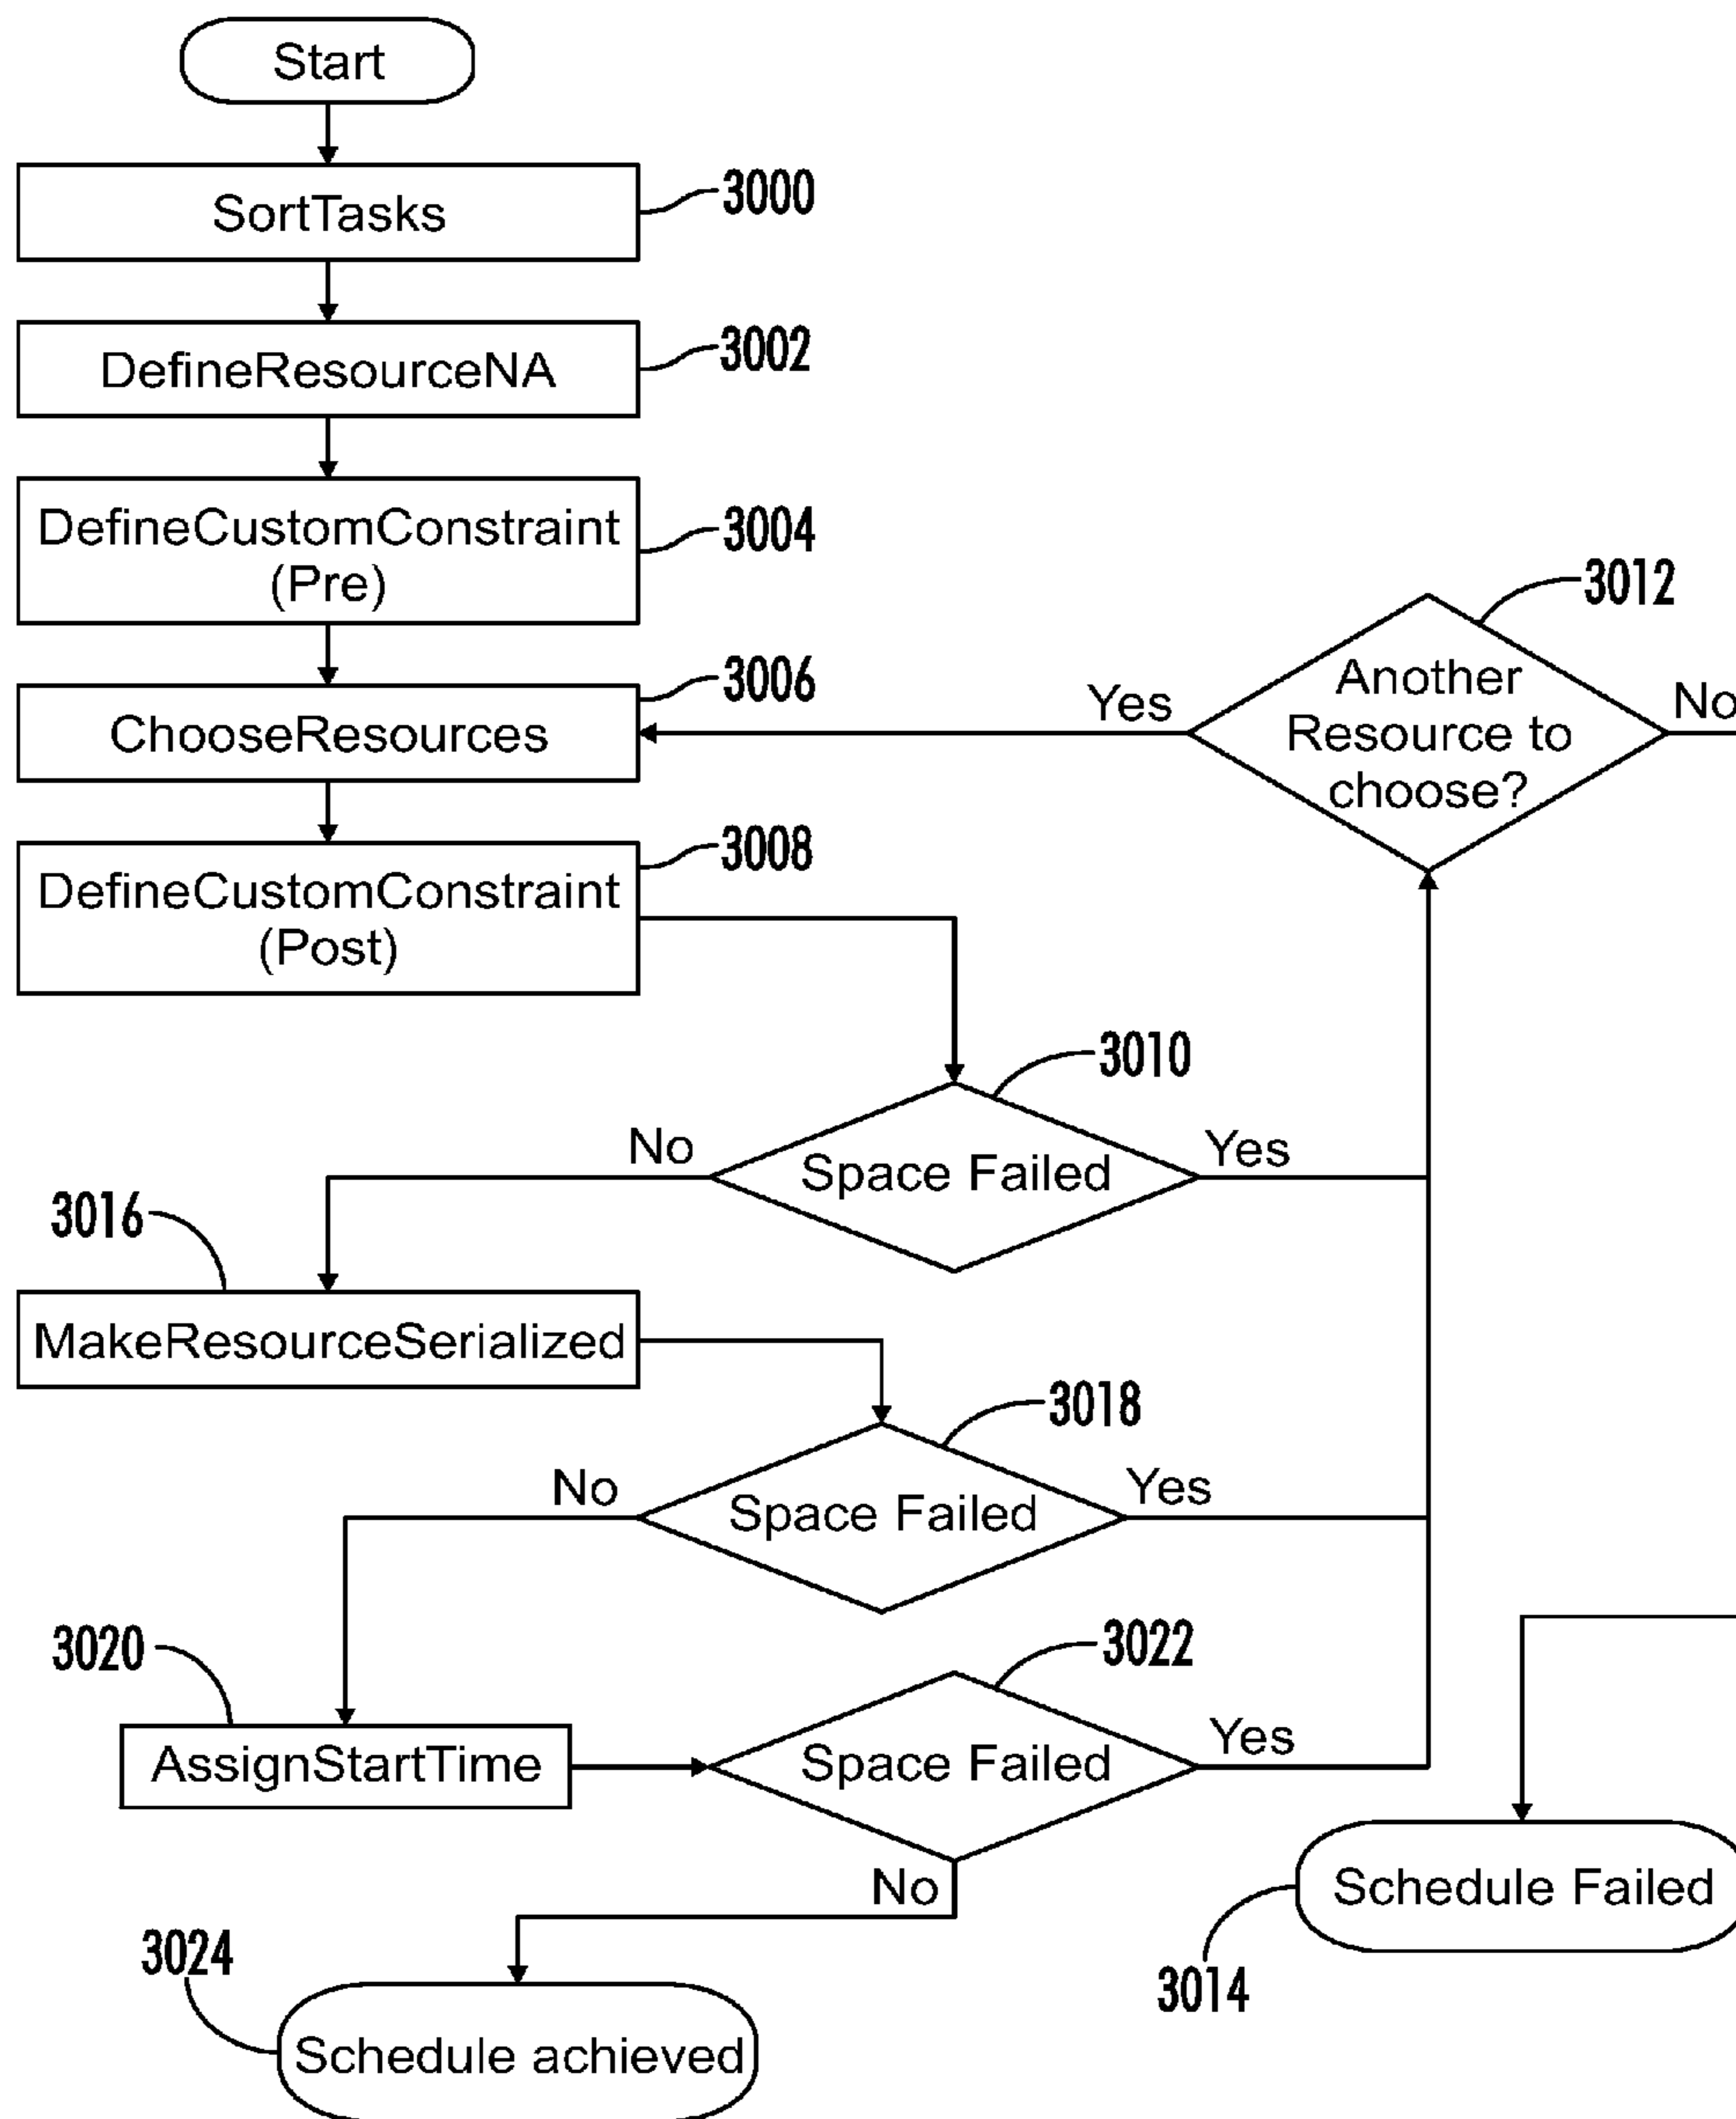 Start
SortTasks
3000
DefineResourceNA
3002
DefineCustomConstraint
(Pre)
3004
ChooseResources
3006
DefineCustomConstraint
(Post)
3008
Another
Resource to
choose?
3012
Yes
No
Space Failed
3010
No
Yes
MakeResourceSerialized
3016
Space Failed
3018
No
Yes
AssignStartTime
3020
Space Failed
3022
Yes
No
Schedule Failed
3014
Schedule achieved
3024